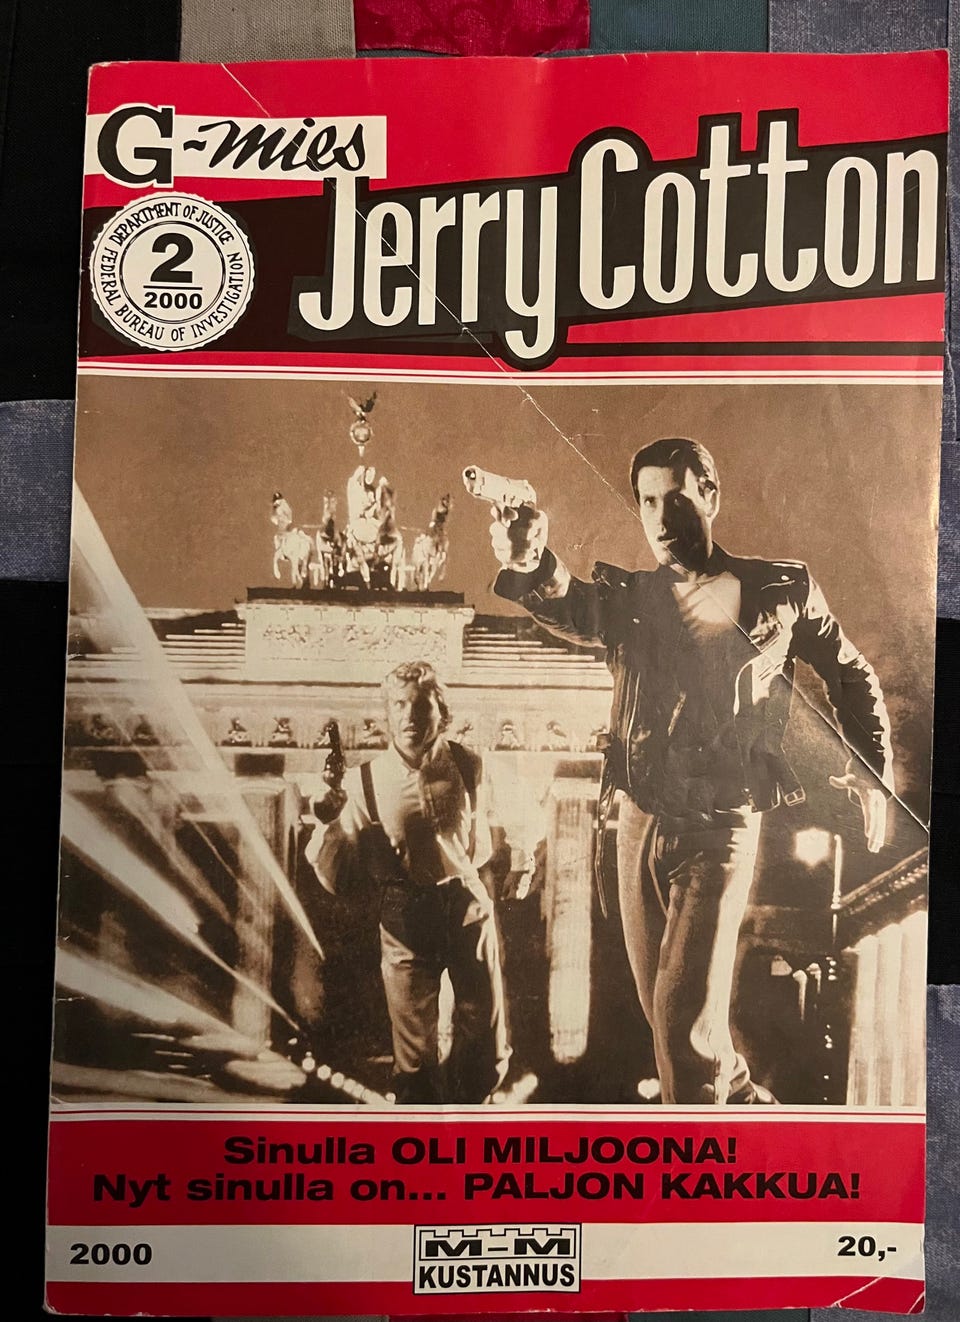 G-mies
Jerry Cotton
DEPARTMENT OF JUSTICE
2
2000
FEDERAL BUREAU OF INVESTIGATION
Sinulla OLI MILJOONA!
Nyt sinulla on... PALJON KAKKUA!
2000
M-M
KUSTANNUS
20,-